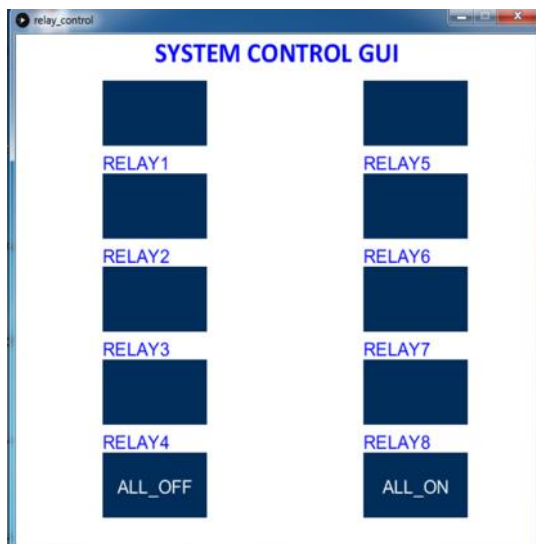 relay_control
SYSTEM CONTROL GUI
RELAY1 RELAY5
RELAY2 RELAY6
RELAY3 RELAY7
RELAY4 RELAY8
ALL_OFF ALL_ON